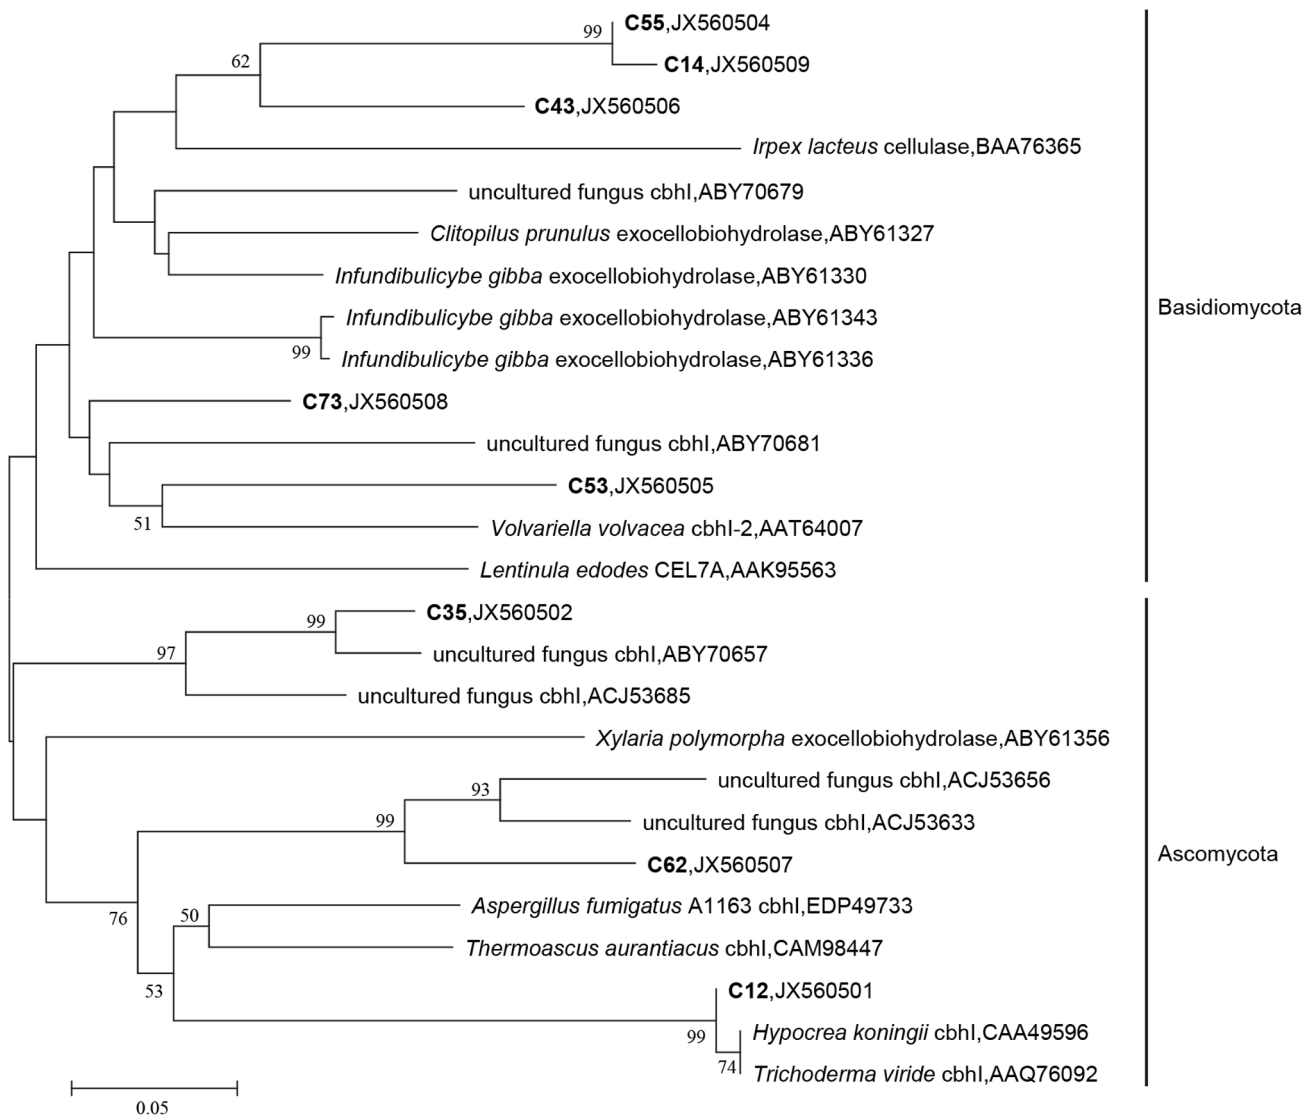 C55,JX560504
99
C14,JX560509
62
C43,JX560506
Irpex lacteus cellulase,BAA76365
uncultured fungus cbhI,ABY70679
Clitopilus prunulus exocellobiohydrolase,ABY61327
Infundibulicybe gibba exocellobiohydrolase,ABY61330
Infundibulicybe gibba exocellobiohydrolase,ABY61343
Basidiomycota
99
Infundibulicybe gibba exocellobiohydrolase,ABY61336
C73,JX560508
uncultured fungus cbhI,ABY70681
C53,JX560505
51
Volvariella volvacea cbhI-2,AAT64007
Lentinula edodes CEL7A,AAK95563
C35,JX560502
99
uncultured fungus cbhI,ABY70657
97
uncultured fungus cbhI,ACJ53685
Xylaria polymorpha exocellobiohydrolase,ABY61356
uncultured fungus cbhI,ACJ53656
93
uncultured fungus cbhI,ACJ53633
99
C62,JX560507
Ascomycota
Aspergillus fumigatus A1163 cbhI,EDP49733
50
76
Thermoascus aurantiacus cbhI,CAM98447
C12,JX560501
53
Hypocrea koningii cbhI,CAA49596
99
74
Trichoderma viride cbhI,AAQ76092
0.05